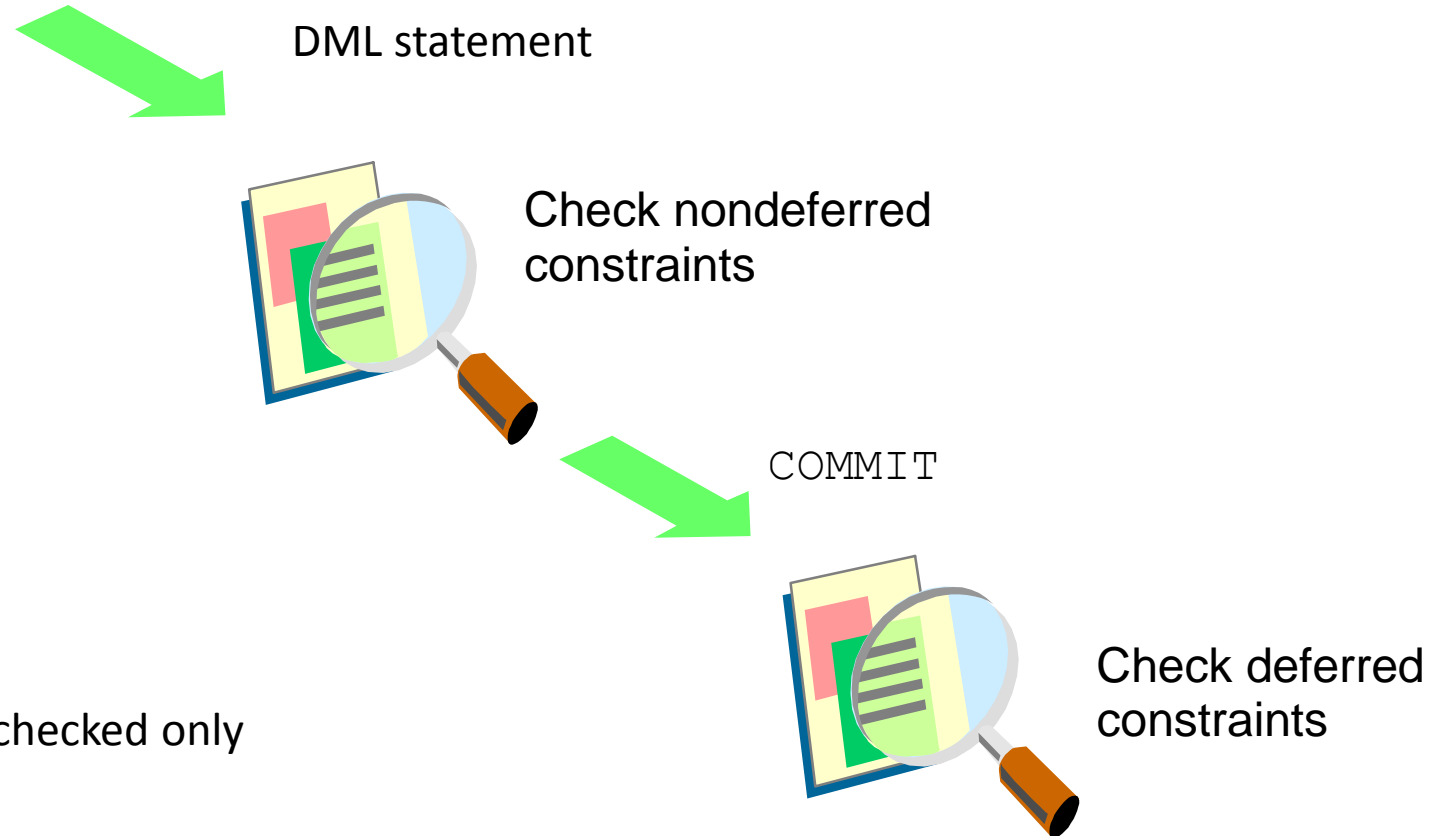 DML statement
Check nondeferred
constraints
COMMIT
Check deferred
constraints
checked only